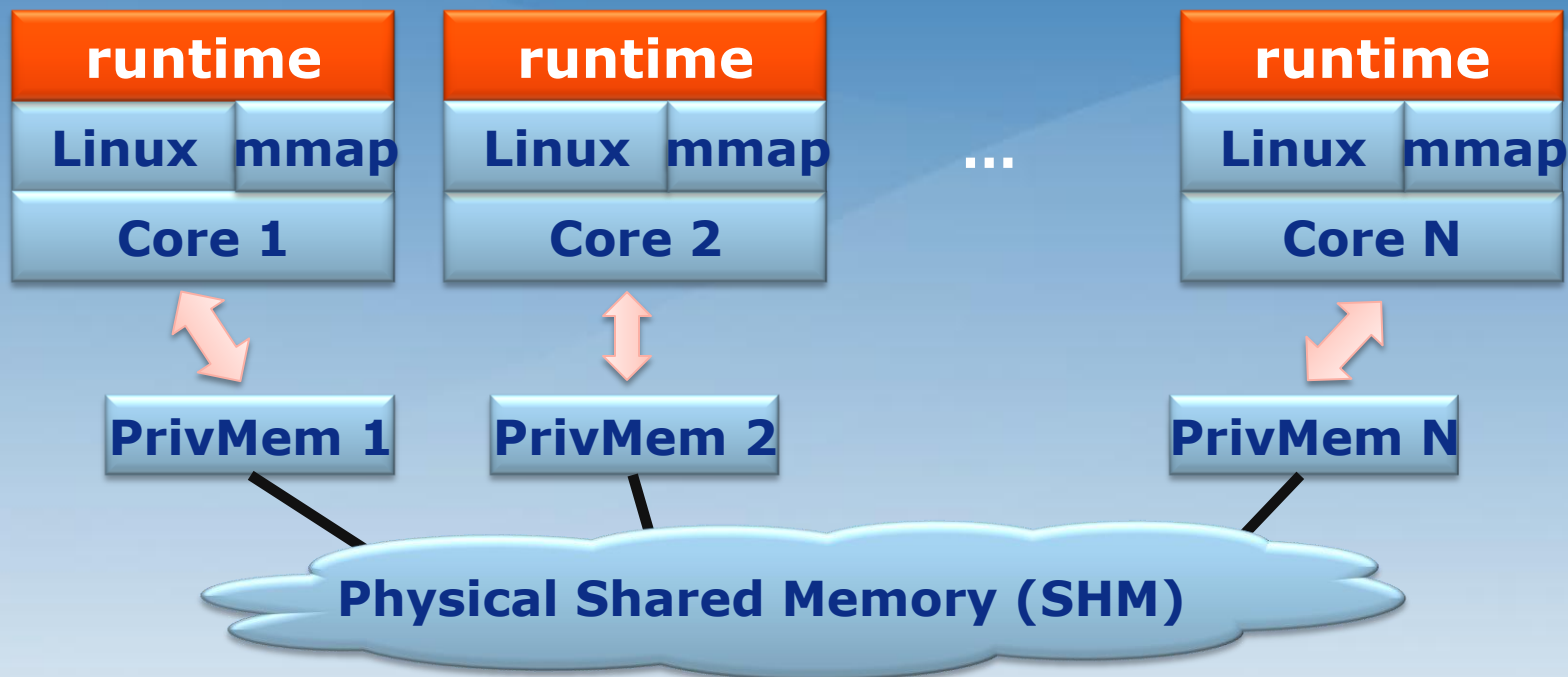 runtime runtime runtime
Linux mmap Linux mmap ... Linux mmap
Core 1 Core 2 Core N
PrivMem 1 PrivMem 2 PrivMem N
Physical Shared Memory (SHM)